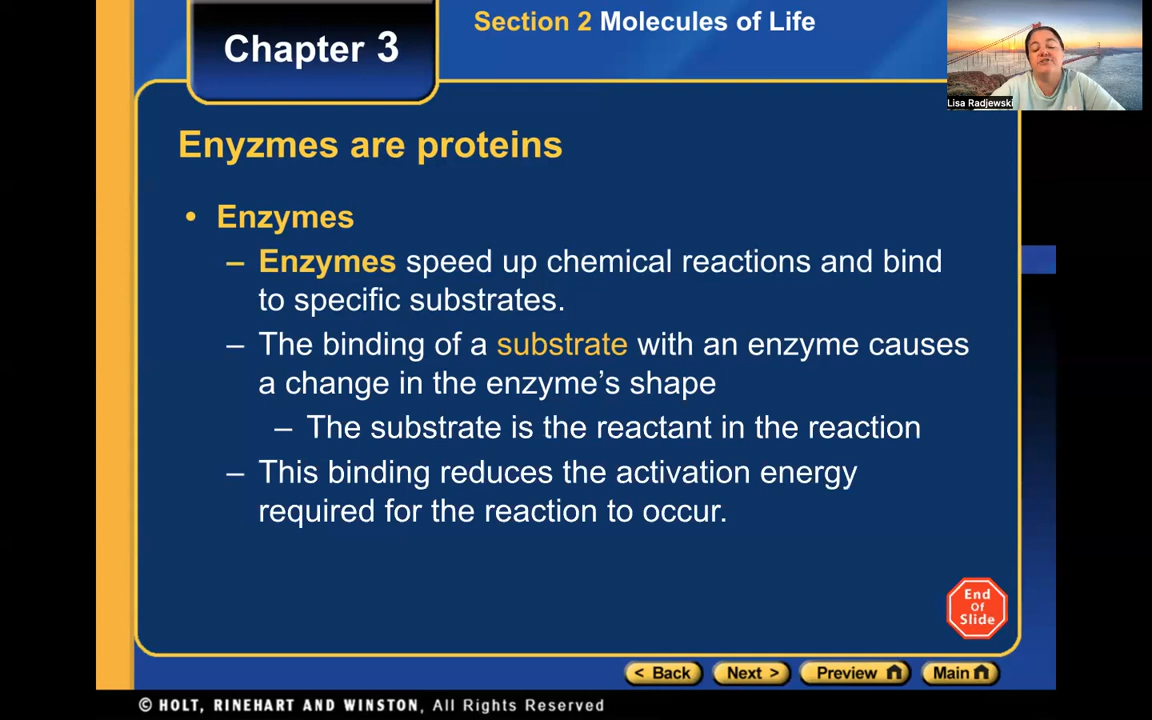 Chapter 3
Section 2 Molecules of Life
Lisa Radjewski
Enyzmes are proteins
• Enzymes
– Enzymes speed up chemical reactions and bind
to specific substrates.
– The binding of a substrate with an enzyme causes
a change in the enzyme's shape
– The substrate is the reactant in the reaction
– This binding reduces the activation energy
required for the reaction to occur.
End
Of
Slide
< Back
Next >
Preview
Main
© HOLT, RINEHART AND WINSTON, All Rights Reserved